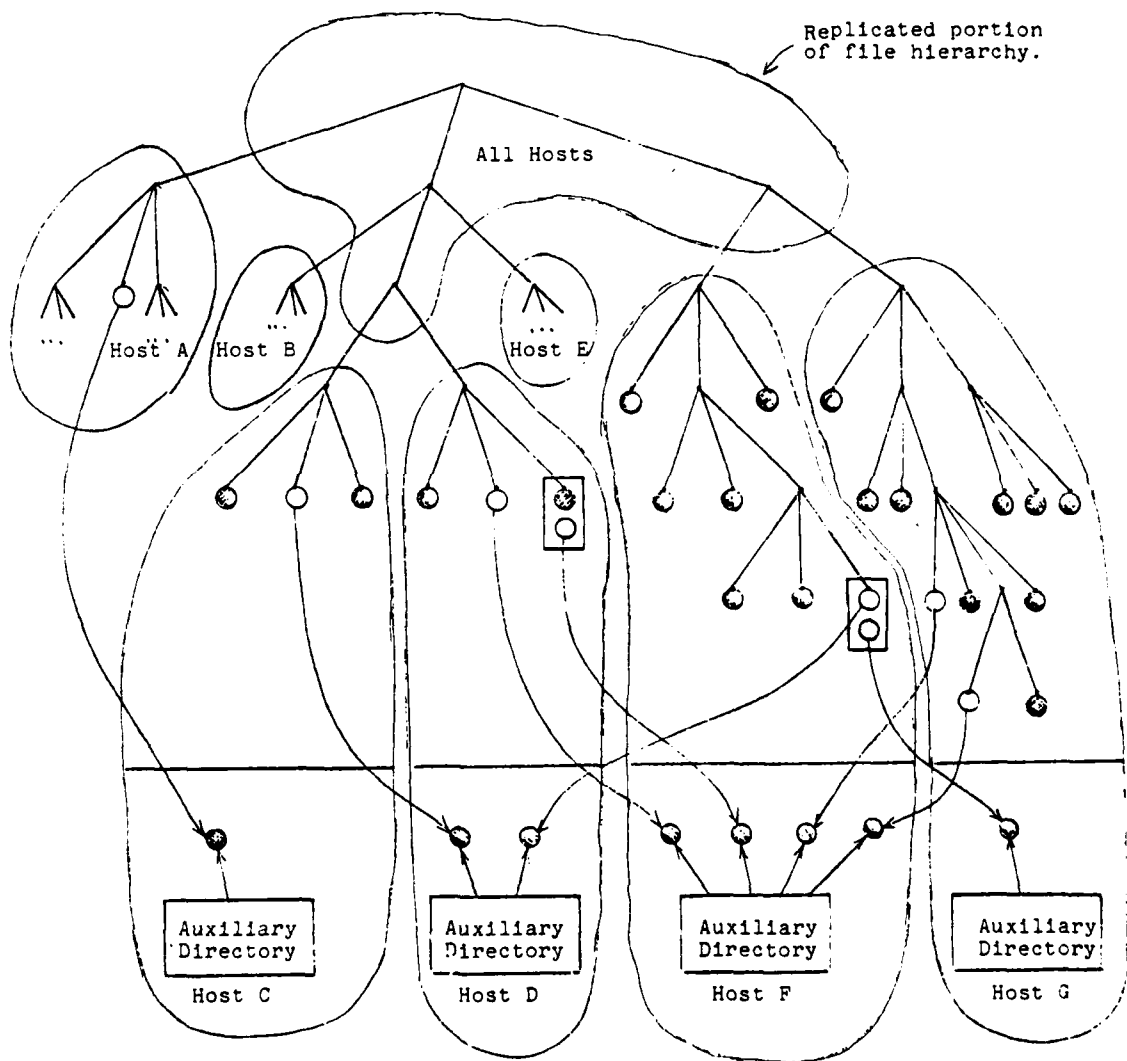 Replicated portion
of file hierarchy.
All Hosts
...
...
...
...
Host A
Host B
Host E
Auxiliary
Directory
Auxiliary
Directory
Auxiliary
Directory
Auxiliary
Directory
Host C
Host D
Host F
Host G